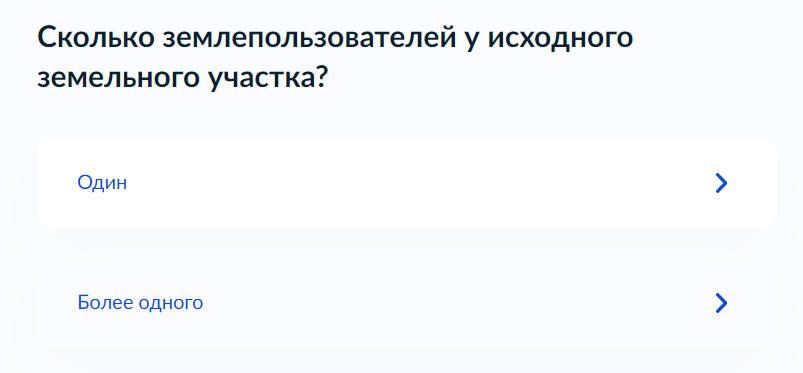 Сколько землепользователей у исходного
земельного участка?
Один
Более одного